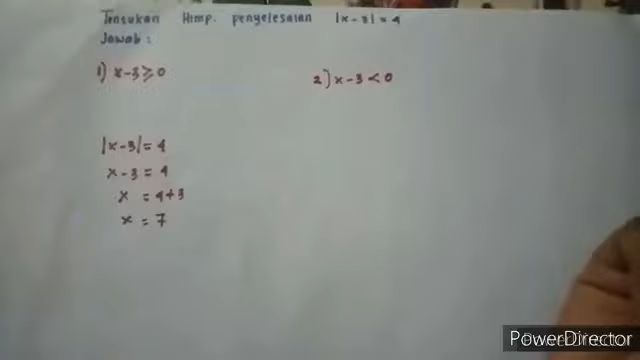 Tentukan Himp. penyelesaian |x-3| = 4
Jawab:
1) x-3 ≥ 0
2) x-3 < 0
|x-3| = 4
x-3 = 4
x = 4+3
x = 7
PowerDirector